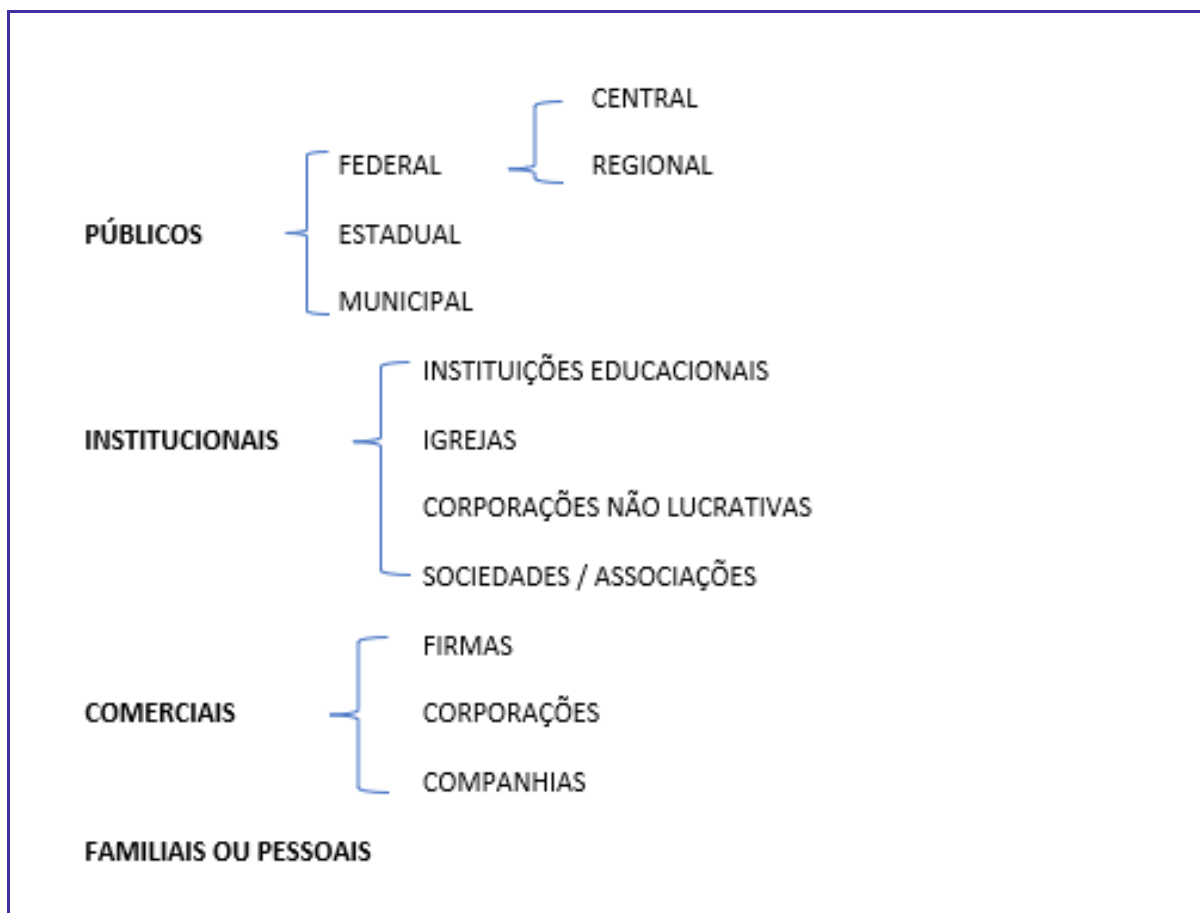 CENTRAL
FEDERAL REGIONAL
PÚBLICOS ESTADUAL
MUNICIPAL
INSTITUIÇÕES EDUCACIONAIS
INSTITUCIONAIS IGREJAS
CORPORAÇÕES NÃO LUCRATIVAS
SOCIEDADES / ASSOCIAÇÕES
FIRMAS
COMERCIAIS CORPORAÇÕES
COMPANHIAS
FAMILIAIS OU PESSOAIS